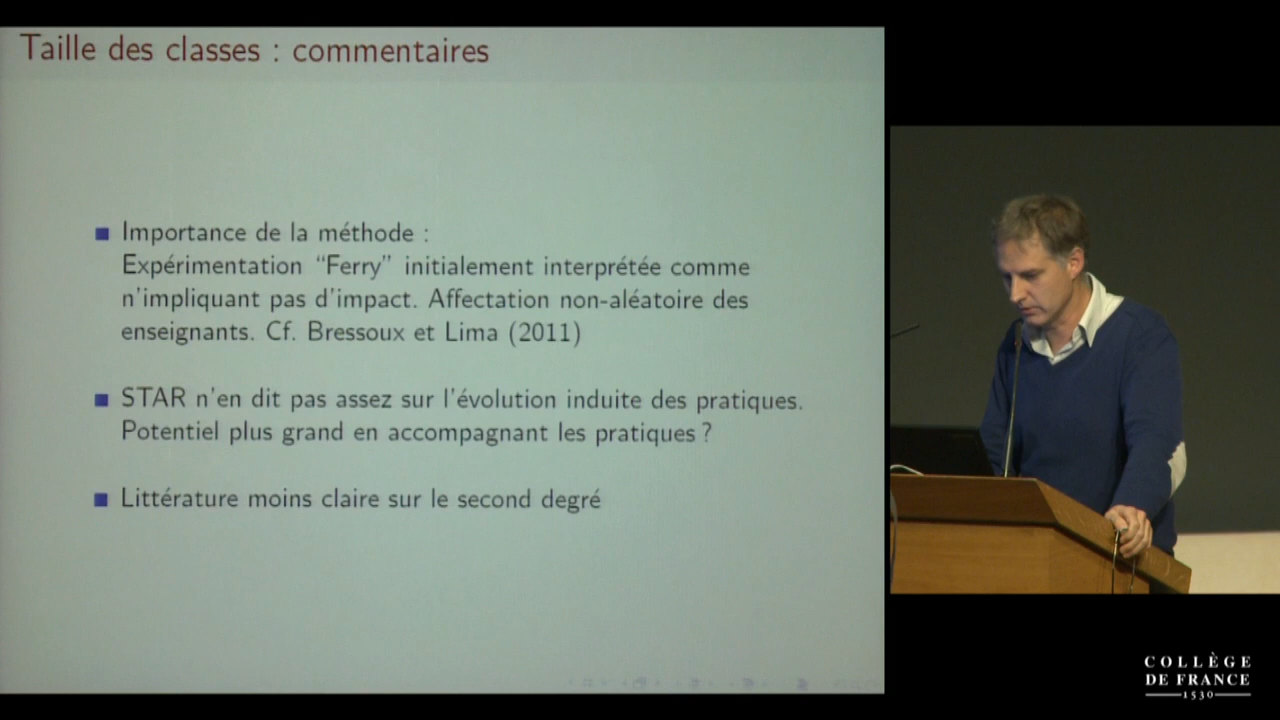 Taille des classes : commentaires
Importance de la méthode :
Expérimentation “Ferry” initialement interprétée comme
n'impliquant pas d'impact. Affectation non-aléatoire des
enseignants. Cf. Bressoux et Lima (2011)
STAR n'en dit pas assez sur l'évolution induite des pratiques.
Potentiel plus grand en accompagnant les pratiques ?
Littérature moins claire sur le second degré
COLLÈGE
DE FRANCE
1530